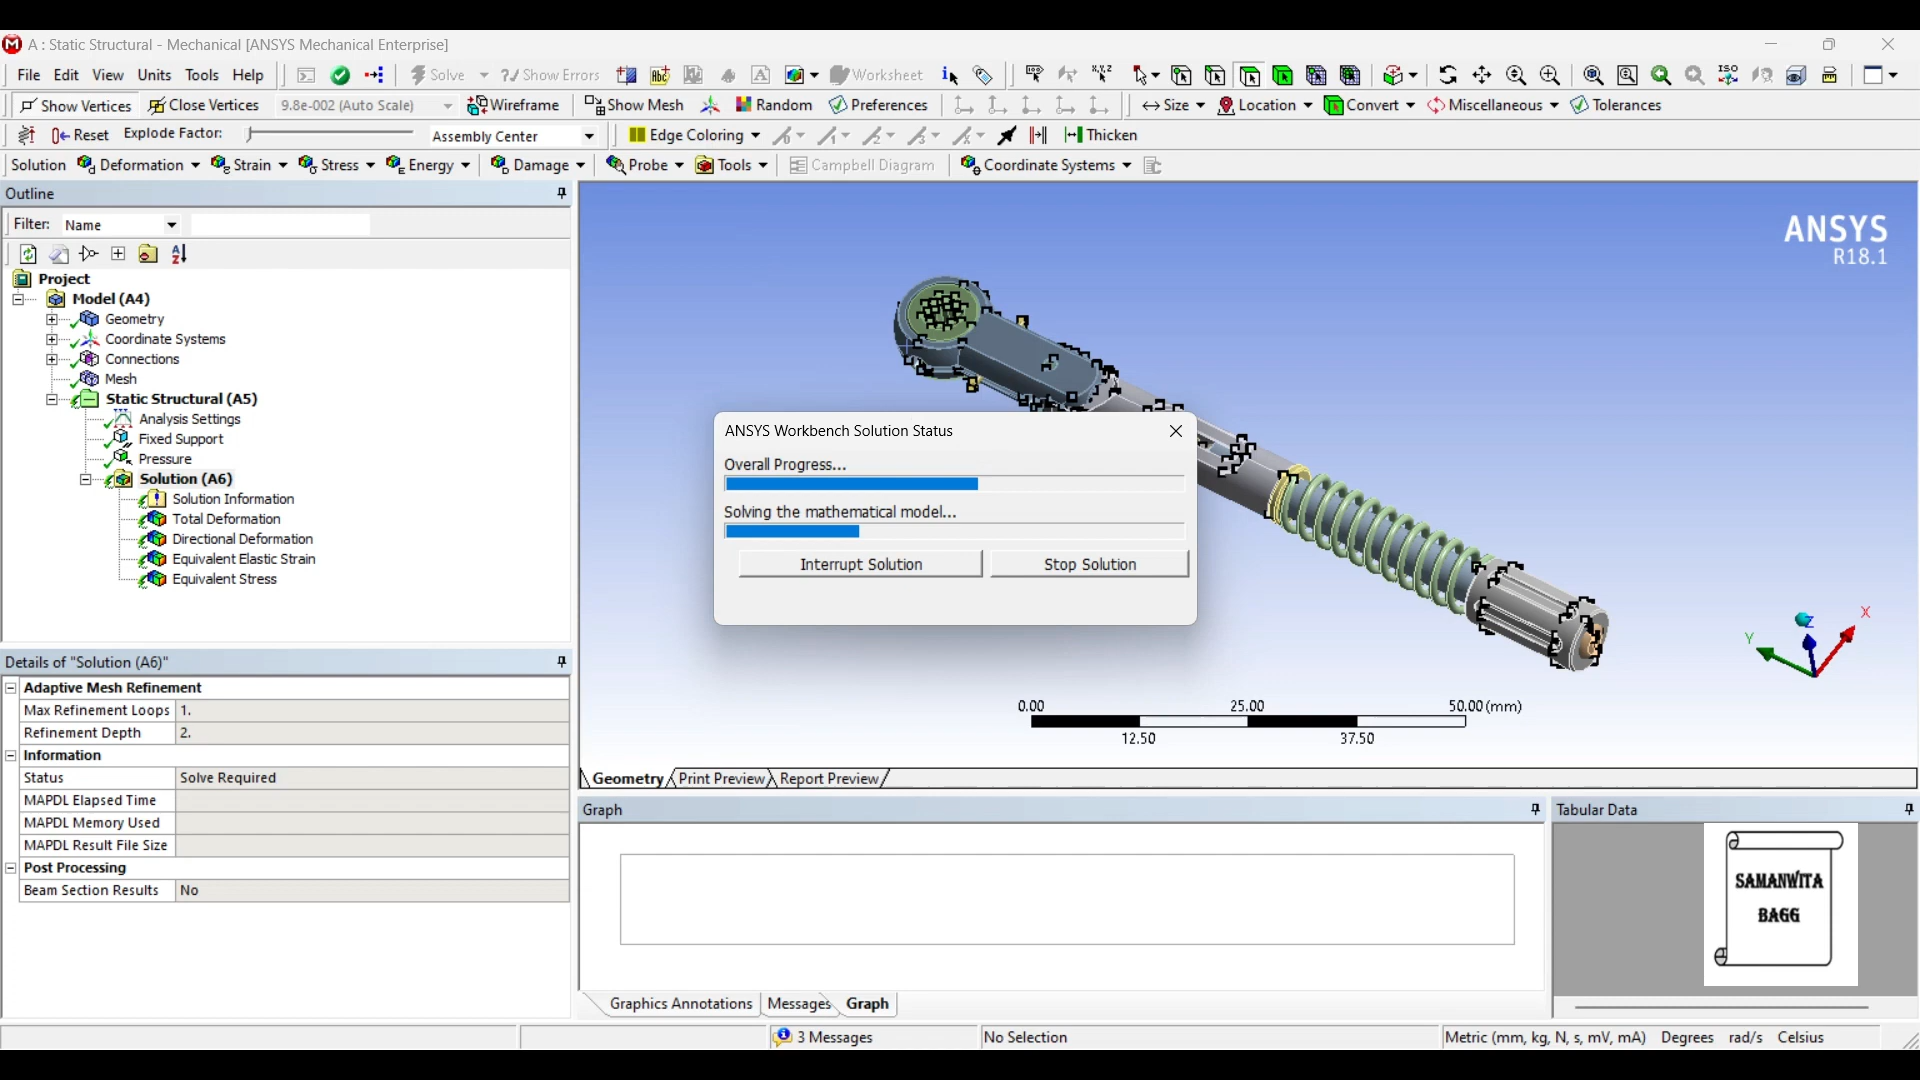 A : Static Structural - Mechanical [ANSYS Mechanical Enterprise]
File Edit View Units Tools Help Solve ?/ Show Errors Worksheet
Show Vertices Close Vertices 9.8e-002 (Auto Scale) Wireframe Show Mesh Random Preferences Size Location Convert Miscellaneous Tolerances
Reset Explode Factor: Assembly Center Edge Coloring Thicken
Solution Deformation Strain Stress Energy Damage Probe Tools Campbell Diagram Coordinate Systems
Outline
Filter: Name
Project
Model (A4)
Geometry
Coordinate Systems
Connections
Mesh
Static Structural (A5)
Analysis Settings
Fixed Support
Pressure
Solution (A6)
Solution Information
Total Deformation
Directional Deformation
Equivalent Elastic Strain
Equivalent Stress
Details of "Solution (A6)"
Adaptive Mesh Refinement
Max Refinement Loops 1.
Refinement Depth 2.
Information
Status Solve Required
MAPDL Elapsed Time
MAPDL Memory Used
MAPDL Result File Size
Post Processing
Beam Section Results No
ANSYS
R18.1
ANSYS Workbench Solution Status
Overall Progress...
Solving the mathematical model...
Interrupt Solution Stop Solution
X
Y
Z
0.00 25.00 50.00 (mm)
12.50 37.50
Geometry Print Preview Report Preview
Graph
Tabular Data
SAMANWITA
BAGG
Graphics Annotations Messages Graph
3 Messages No Selection Metric (mm, kg, N, s, mV, mA) Degrees rad/s Celsius